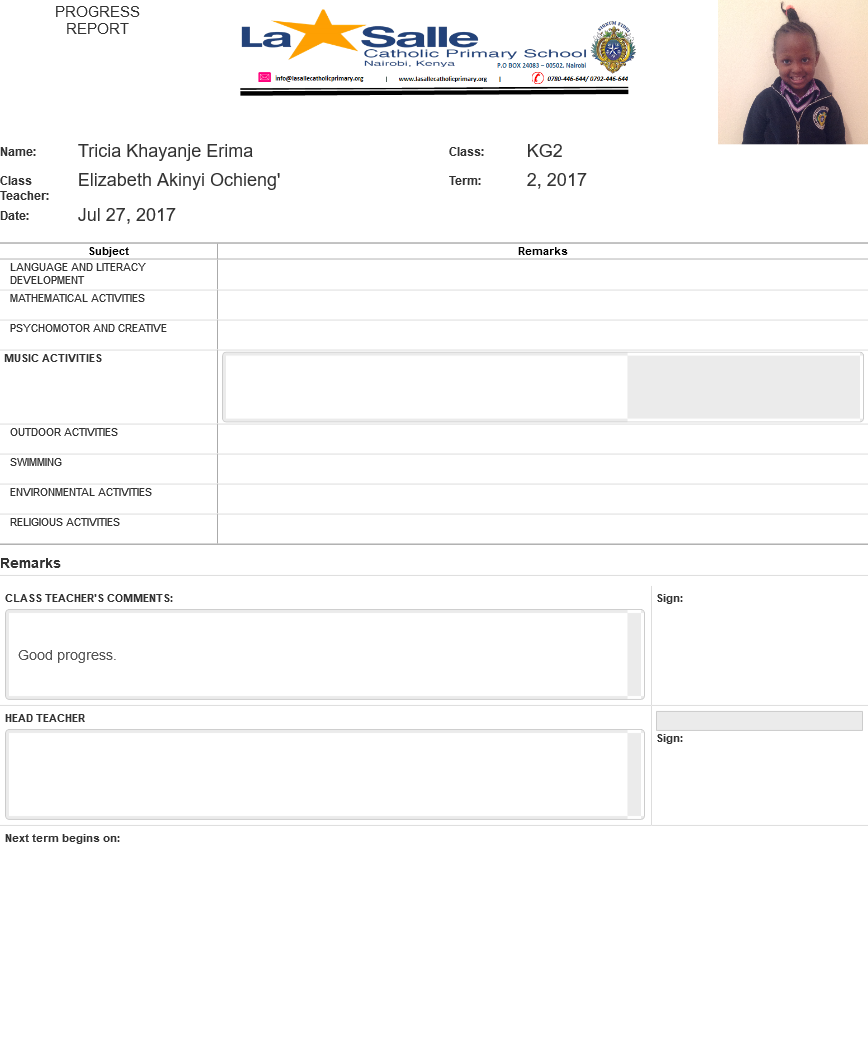 PROGRESS
REPORT
La Salle
Catholic Primary School
Nairobi, Kenya
P.O BOX 24083 – 00502, Nairobi
info@lasallecatholicprimary.org | www.lasallecatholicprimary.org | 0780-446-644/ 0792-446-644
Name: Tricia Khayanje Erima Class: KG2
Class Teacher: Elizabeth Akinyi Ochieng' Term: 2, 2017
Date: Jul 27, 2017
Subject Remarks
LANGUAGE AND LITERACY
DEVELOPMENT
MATHEMATICAL ACTIVITIES
PSYCHOMOTOR AND CREATIVE
MUSIC ACTIVITIES
OUTDOOR ACTIVITIES
SWIMMING
ENVIRONMENTAL ACTIVITIES
RELIGIOUS ACTIVITIES
Remarks
CLASS TEACHER'S COMMENTS: Sign:
Good progress.
HEAD TEACHER
Sign:
Next term begins on: